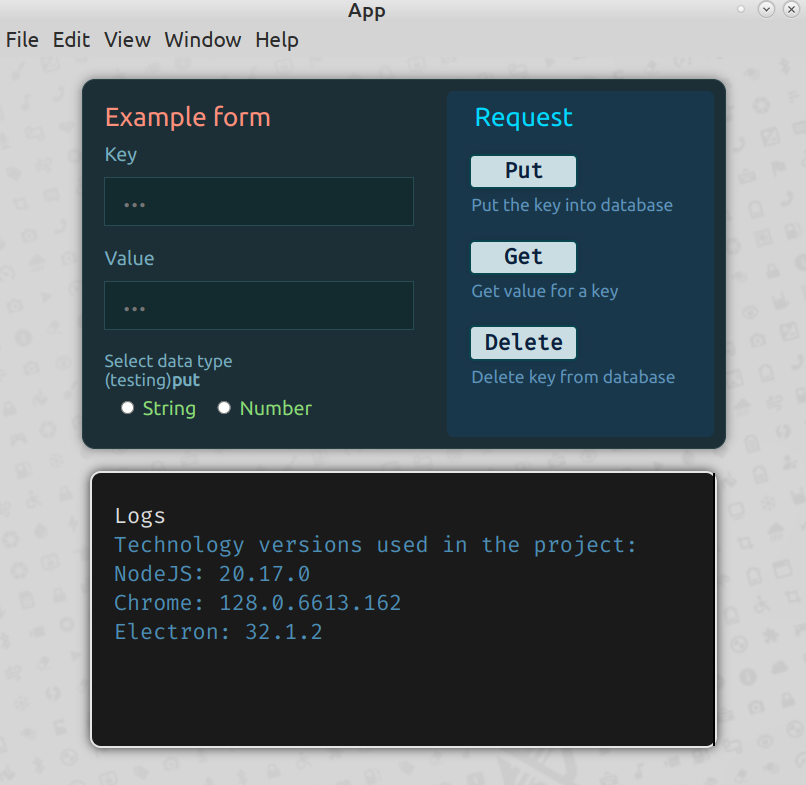 App
File Edit View Window Help
Example form
Key
...
Value
...
Select data type
(testing)put
String Number
Request
Put
Put the key into database
Get
Get value for a key
Delete
Delete key from database
Logs
Technology versions used in the project:
NodeJS: 20.17.0
Chrome: 128.0.6613.162
Electron: 32.1.2